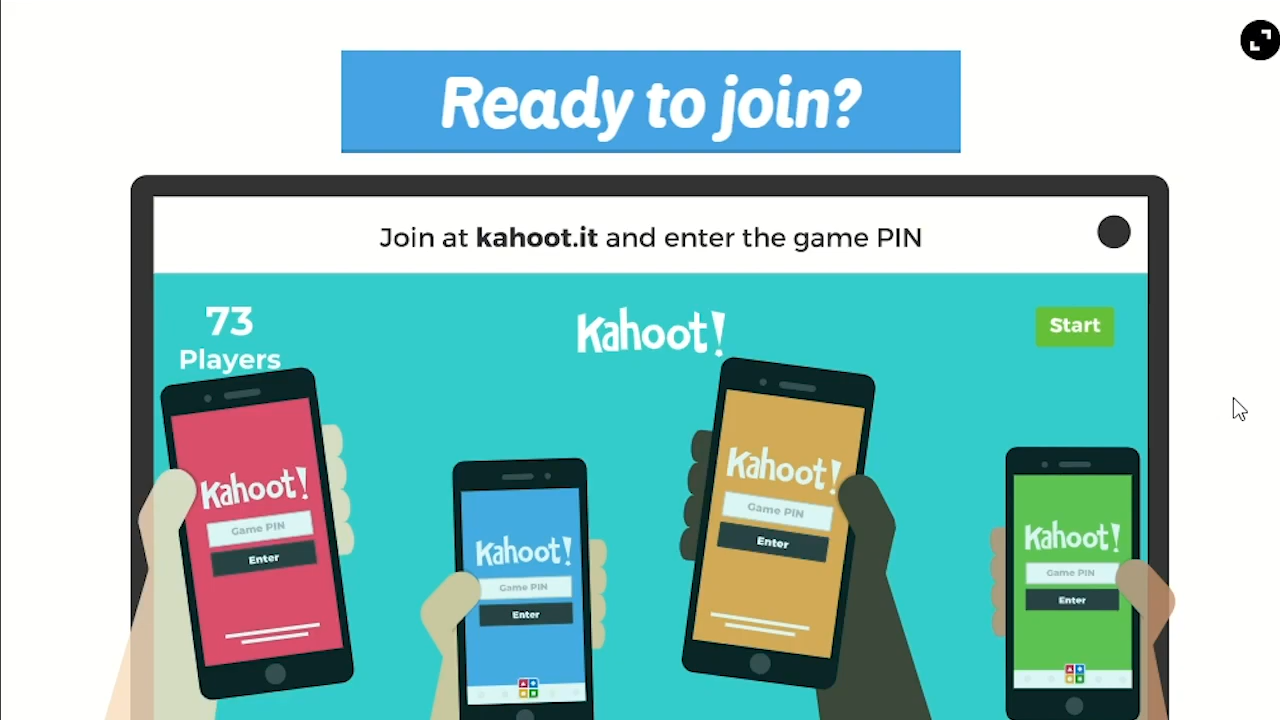 Ready to join?
Join at kahoot.it and enter the game PIN
73
Players
Kahoot!
Start
Kahoot!
Game PIN
Enter
Kahoot!
Game PIN
Enter
Kahoot!
Game PIN
Enter
Kahoot!
Game PIN
Enter